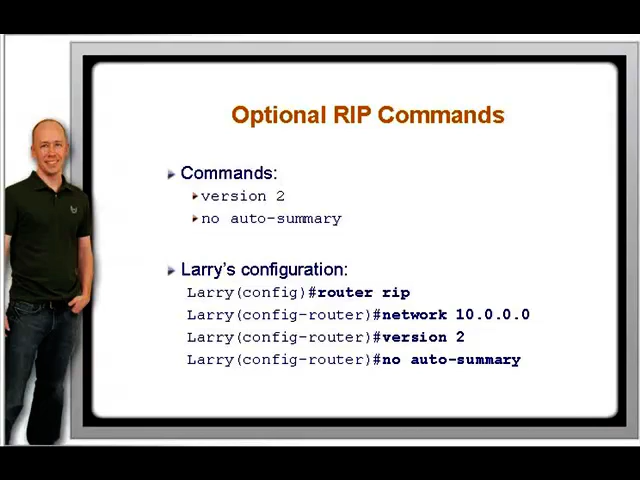 Optional RIP Commands
Commands:
version 2
no auto-summary
Larry's configuration:
Larry(config)#router rip
Larry(config-router)#network 10.0.0.0
Larry(config-router)#version 2
Larry(config-router)#no auto-summary